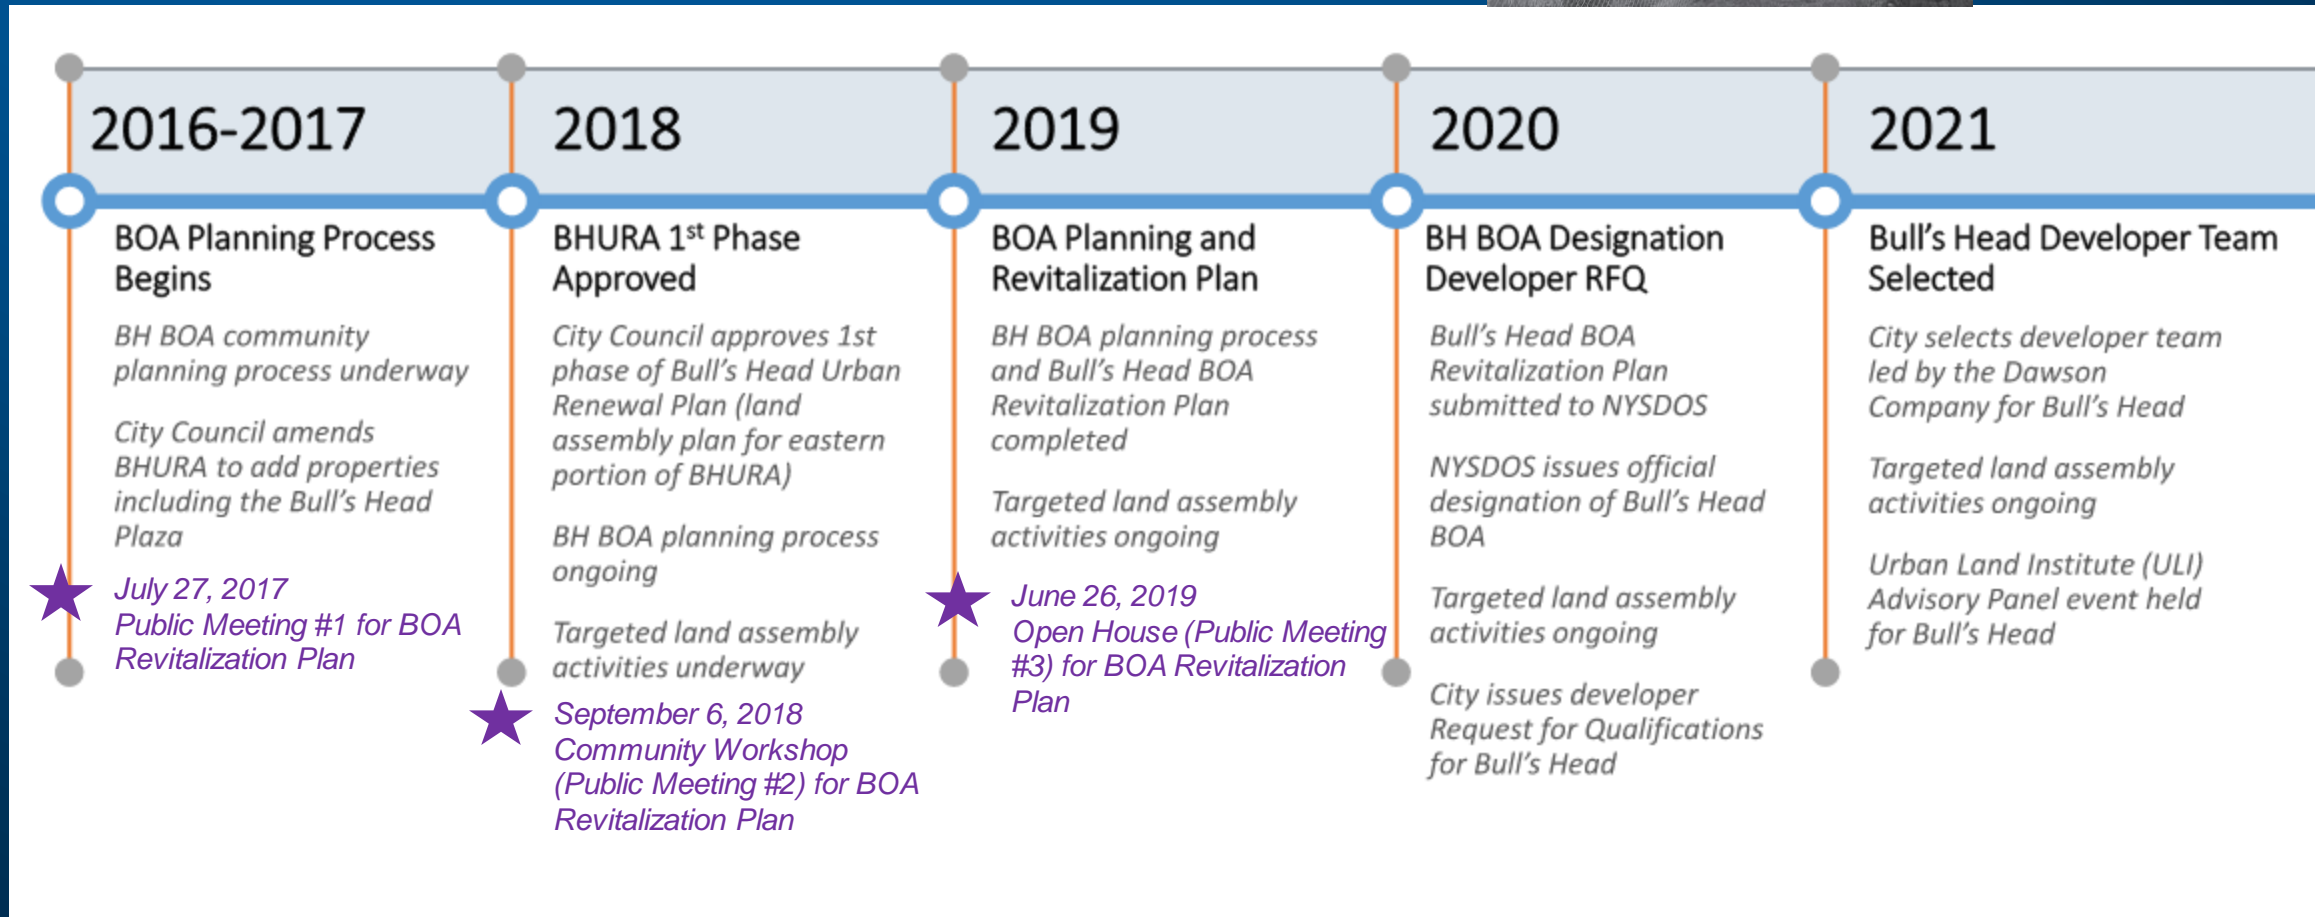 2016-2017
BOA Planning Process
Begins
BH BOA community
planning process underway
City Council amends
BHURA to add properties
including the Bull's Head
Plaza
July 27, 2017
Public Meeting #1 for BOA
Revitalization Plan
2018
BHURA 1st Phase
Approved
City Council approves 1st
phase of Bull's Head Urban
Renewal Plan (land
assembly plan for eastern
portion of BHURA)
BH BOA planning process
ongoing
Targeted land assembly
activities underway
September 6, 2018
Community Workshop
(Public Meeting #2) for BOA
Revitalization Plan
2019
BOA Planning and
Revitalization Plan
BH BOA planning process
and Bull's Head BOA
Revitalization Plan
completed
Targeted land assembly
activities ongoing
June 26, 2019
Open House (Public Meeting
#3) for BOA Revitalization
Plan
2020
BH BOA Designation
Developer RFQ
Bull's Head BOA
Revitalization Plan
submitted to NYSDOS
NYSDOS issues official
designation of Bull's Head
BOA
Targeted land assembly
activities ongoing
City issues developer
Request for Qualifications
for Bull's Head
2021
Bull's Head Developer Team
Selected
City selects developer team
led by the Dawson
Company for Bull's Head
Targeted land assembly
activities ongoing
Urban Land Institute (ULI)
Advisory Panel event held
for Bull's Head